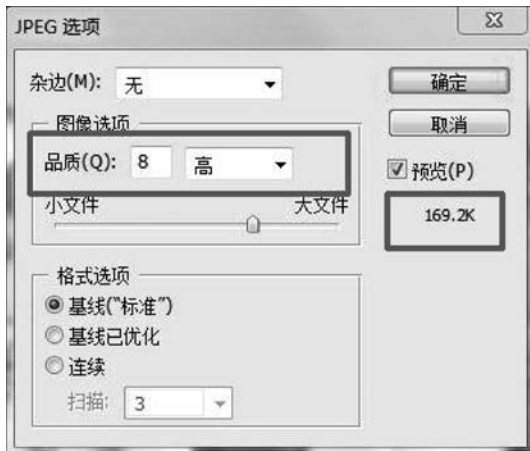 JPEG 选项
杂边(M): 无
确定
图像选项
取消
品质(Q): 8 高
预览(P)
小文件 大文件
169.2K
格式选项
基线("标准")
基线已优化
连续
扫描: 3